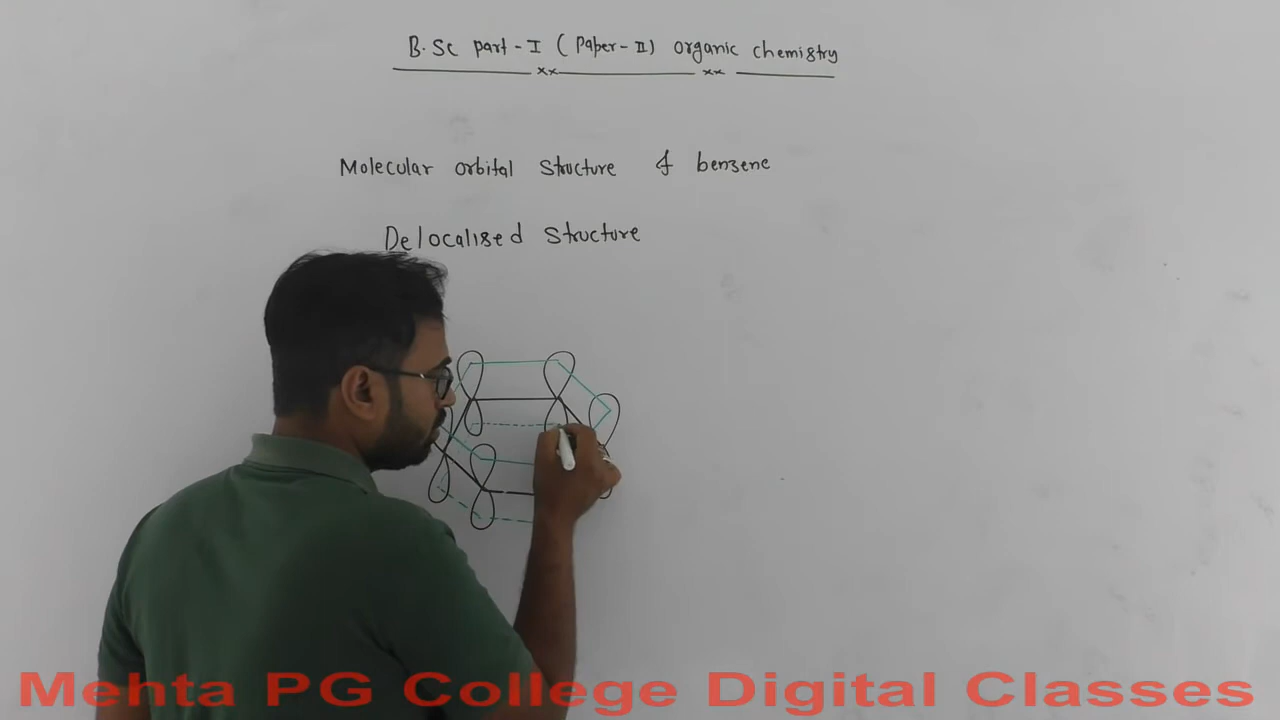 B.Sc part-I (Paper-II) organic chemistry
Molecular orbital structure of benzene
Delocalised structure
Mehta PG College Digital Classes